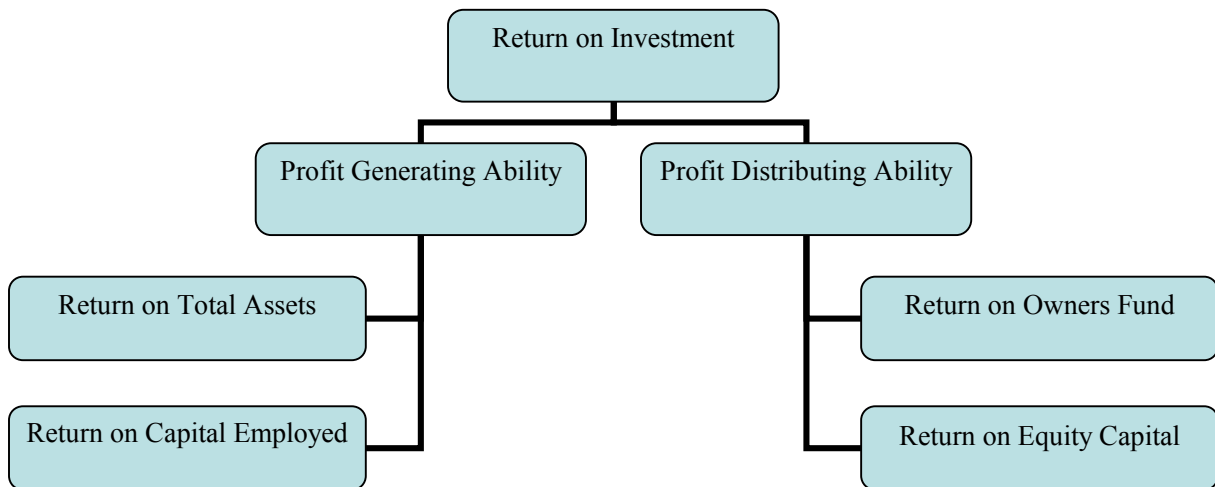 Return on Investment
Profit Generating Ability
Profit Distributing Ability
Return on Total Assets
Return on Owners Fund
Return on Capital Employed
Return on Equity Capital